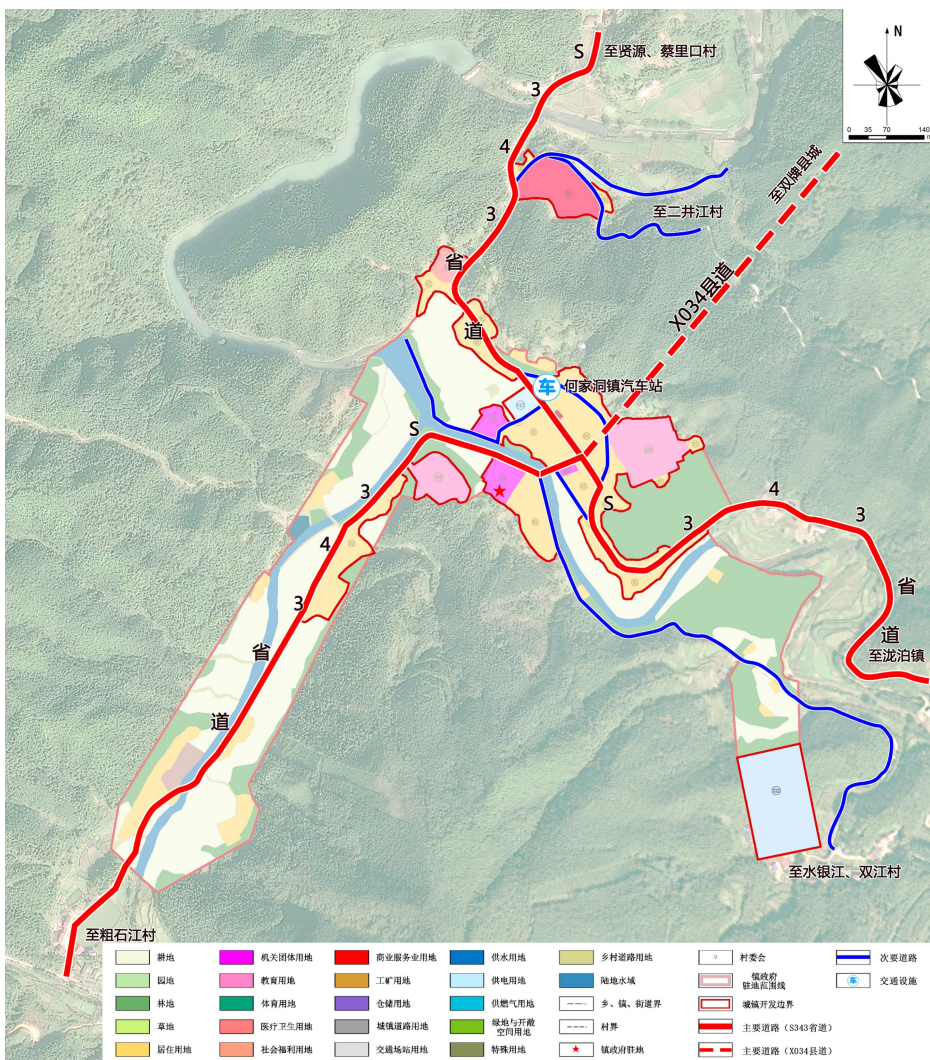 N
0 35 70 140
S
至贤源、蔡里口村
3
4
3
省
道
至二井江村
至双牌县城
X034县道
车
何家洞镇汽车站
S
3
4
3
省
道
S
3
4
3
省
道
至泷泊镇
至水银江、双江村
至粗石江村
耕地 机关团体用地 商业服务业用地 供水用地 乡村道路用地 村委会 次要道路
园地 教育用地 工矿用地 供电用地 陆地水域 镇政府驻地范围线 车 交通设施
林地 体育用地 仓储用地 供燃气用地 乡、镇、街道界 城镇开发边界
草地 医疗卫生用地 城镇道路用地 绿地与开敞空间用地 村界 主要道路（S343省道）
居住用地 社会福利用地 交通场站用地 特殊用地 镇政府驻地 主要道路（X034县道）